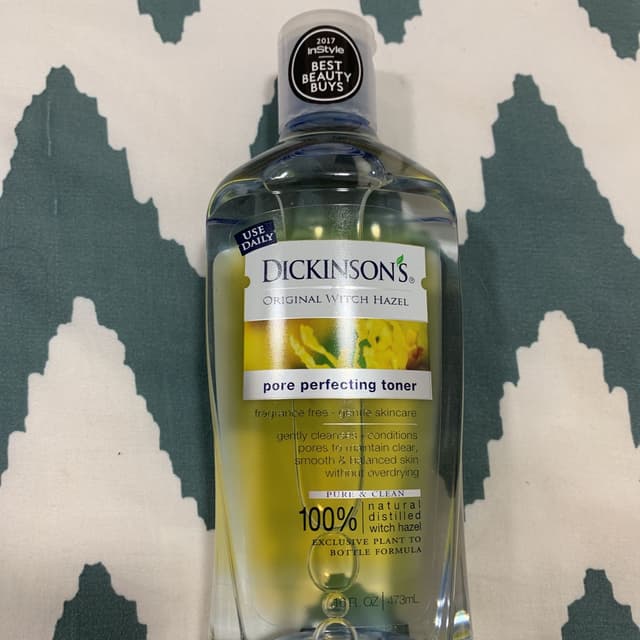 2017
InStyle
BEST
BEAUTY
BUYS
USE
DAILY
DICKINSON'S®
ORIGINAL WITCH HAZEL
pore perfecting toner
fragrance free - gentle skincare
gently cleanses - conditions
pores to maintain clear,
smooth & balanced skin
without overdrying
PURE & CLEAN
100% natural
distilled
witch hazel
EXCLUSIVE PLANT TO
BOTTLE FORMULA
16 FL OZ | 473mL